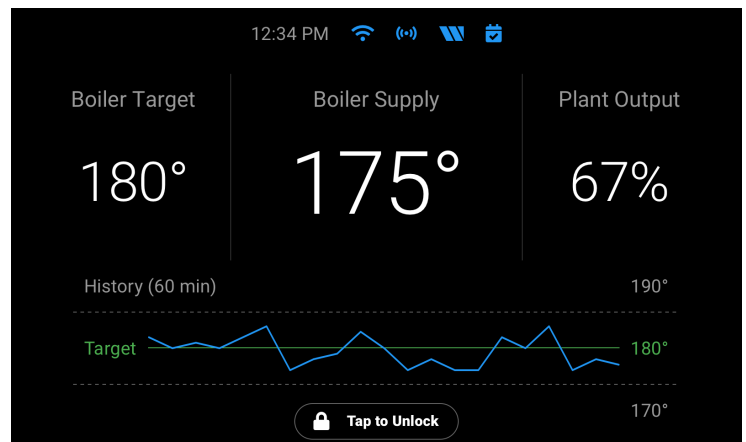 12:34 PM
Boiler Target
Boiler Supply
Plant Output
180°
175°
67%
History (60 min)
190°
Target
180°
170°
Tap to Unlock